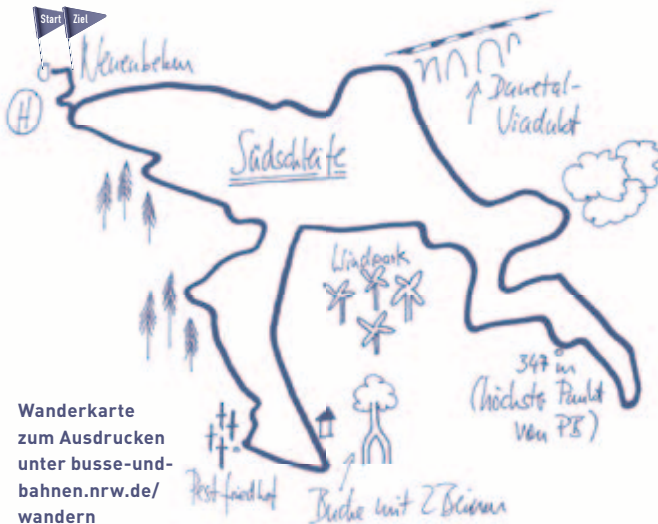 Start Ziel
Neuenbeken
H
Dunetal-
Viadukt
Südschleife
Windpark
347 m
(höchste Punkt
von PB)
Wanderkarte
zum Ausdrucken
unter busse-und-
bahnen.nrw.de/
wandern
Pestfriedhof
Buche mit 2 Beinen